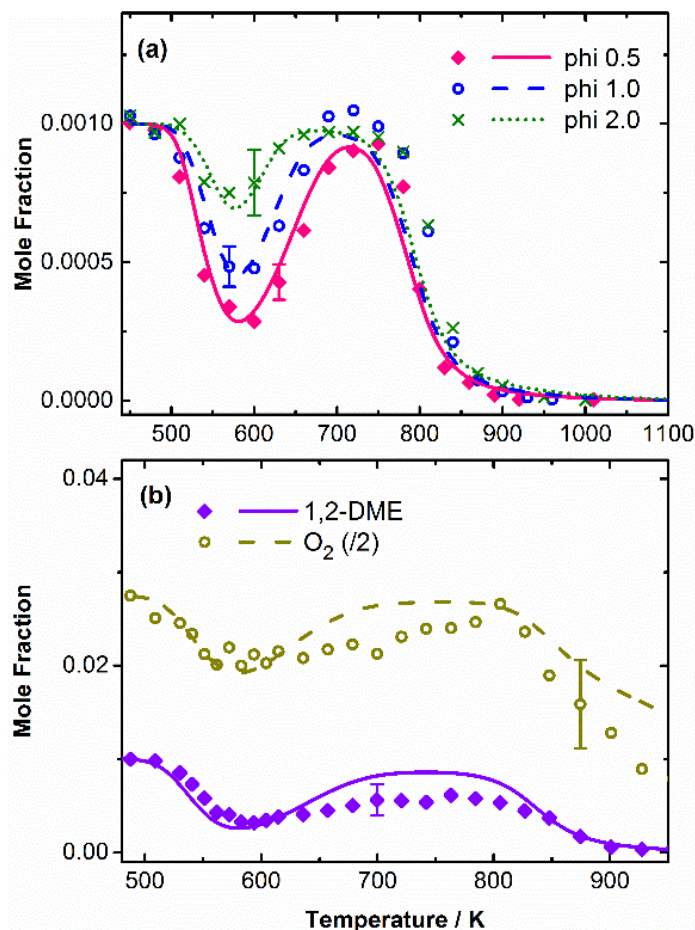 (a)
phi 0.5
phi 1.0
phi 2.0
0.0010
0.0005
0.0000
Mole Fraction
500 600 700 800 900 1000 1100
(b)
1,2-DME
O₂ (/2)
0.04
0.02
0.00
Mole Fraction
500 600 700 800 900
Temperature / K